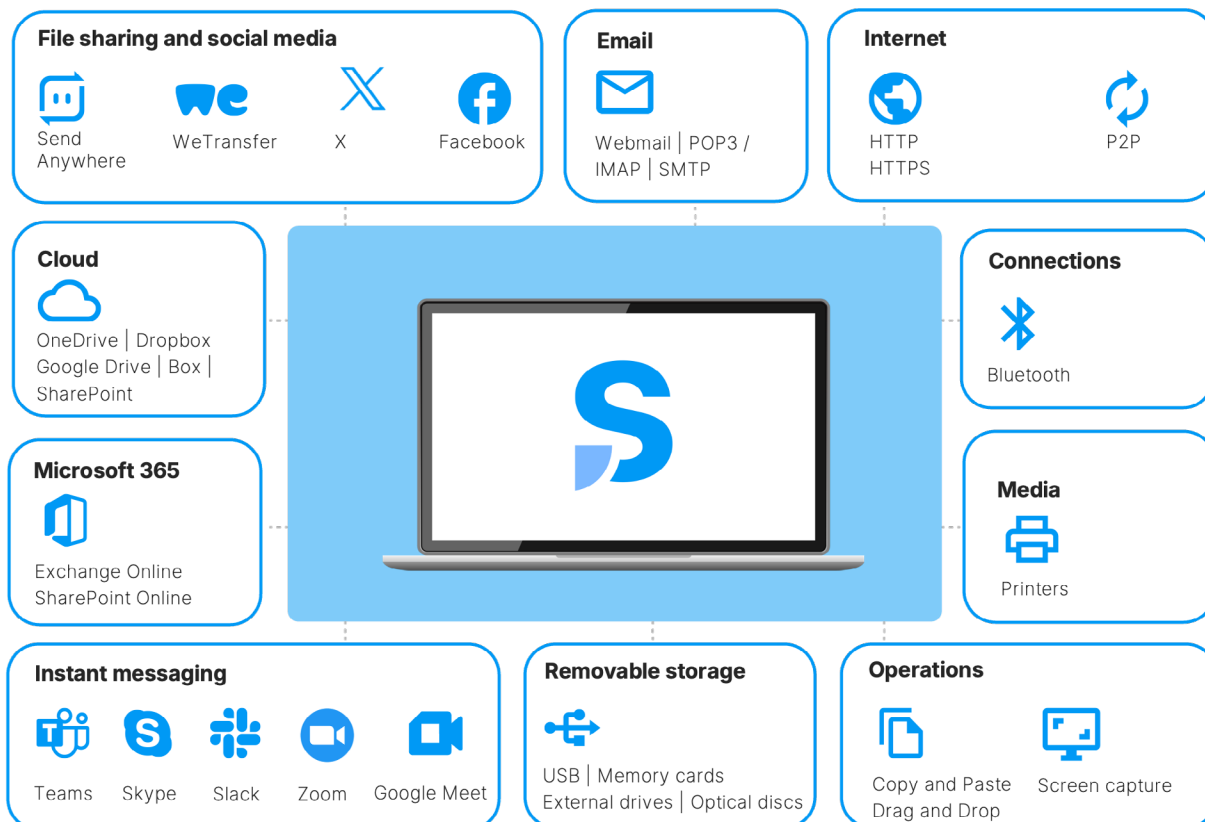 File sharing and social media
Send
Anywhere
WeTransfer
X
Facebook
Email
Webmail | POP3 /
IMAP | SMTP
Internet
HTTP
HTTPS
P2P
Cloud
OneDrive | Dropbox
Google Drive | Box |
SharePoint
Connections
Bluetooth
Microsoft 365
Exchange Online
SharePoint Online
Media
Printers
Instant messaging
Teams
Skype
Slack
Zoom
Google Meet
Removable storage
USB | Memory cards
External drives | Optical discs
Operations
Copy and Paste
Drag and Drop
Screen capture